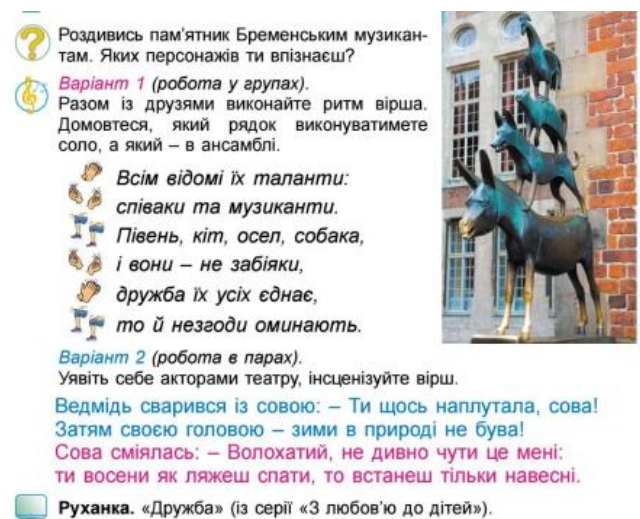 Роздивись пам'ятник Бременським музикан-
там. Яких персонажів ти впізнаєш?
Варіант 1 (робота у групах).
Разом із друзями виконайте ритм вірша.
Домовтеся, який рядок виконуватимете
соло, а який – в ансамблі.
Всім відомі їх таланти:
співаки та музиканти.
Півень, кіт, осел, собака,
і вони – не забіяки,
дружба їх усіх єднає,
то й незгоди оминають.
Варіант 2 (робота в парах).
Уявіть себе акторами театру, інсценізуйте вірш.
Ведмідь сварився із совою: – Ти щось наплутала, сова!
Затям своєю головою – зими в природі не бува!
Сова сміялась: – Волохатий, не дивно чути це мені:
ти восени як ляжеш спати, то встанеш тільки навесні.
Руханка. «Дружба» (із серії «З любов'ю до дітей»).